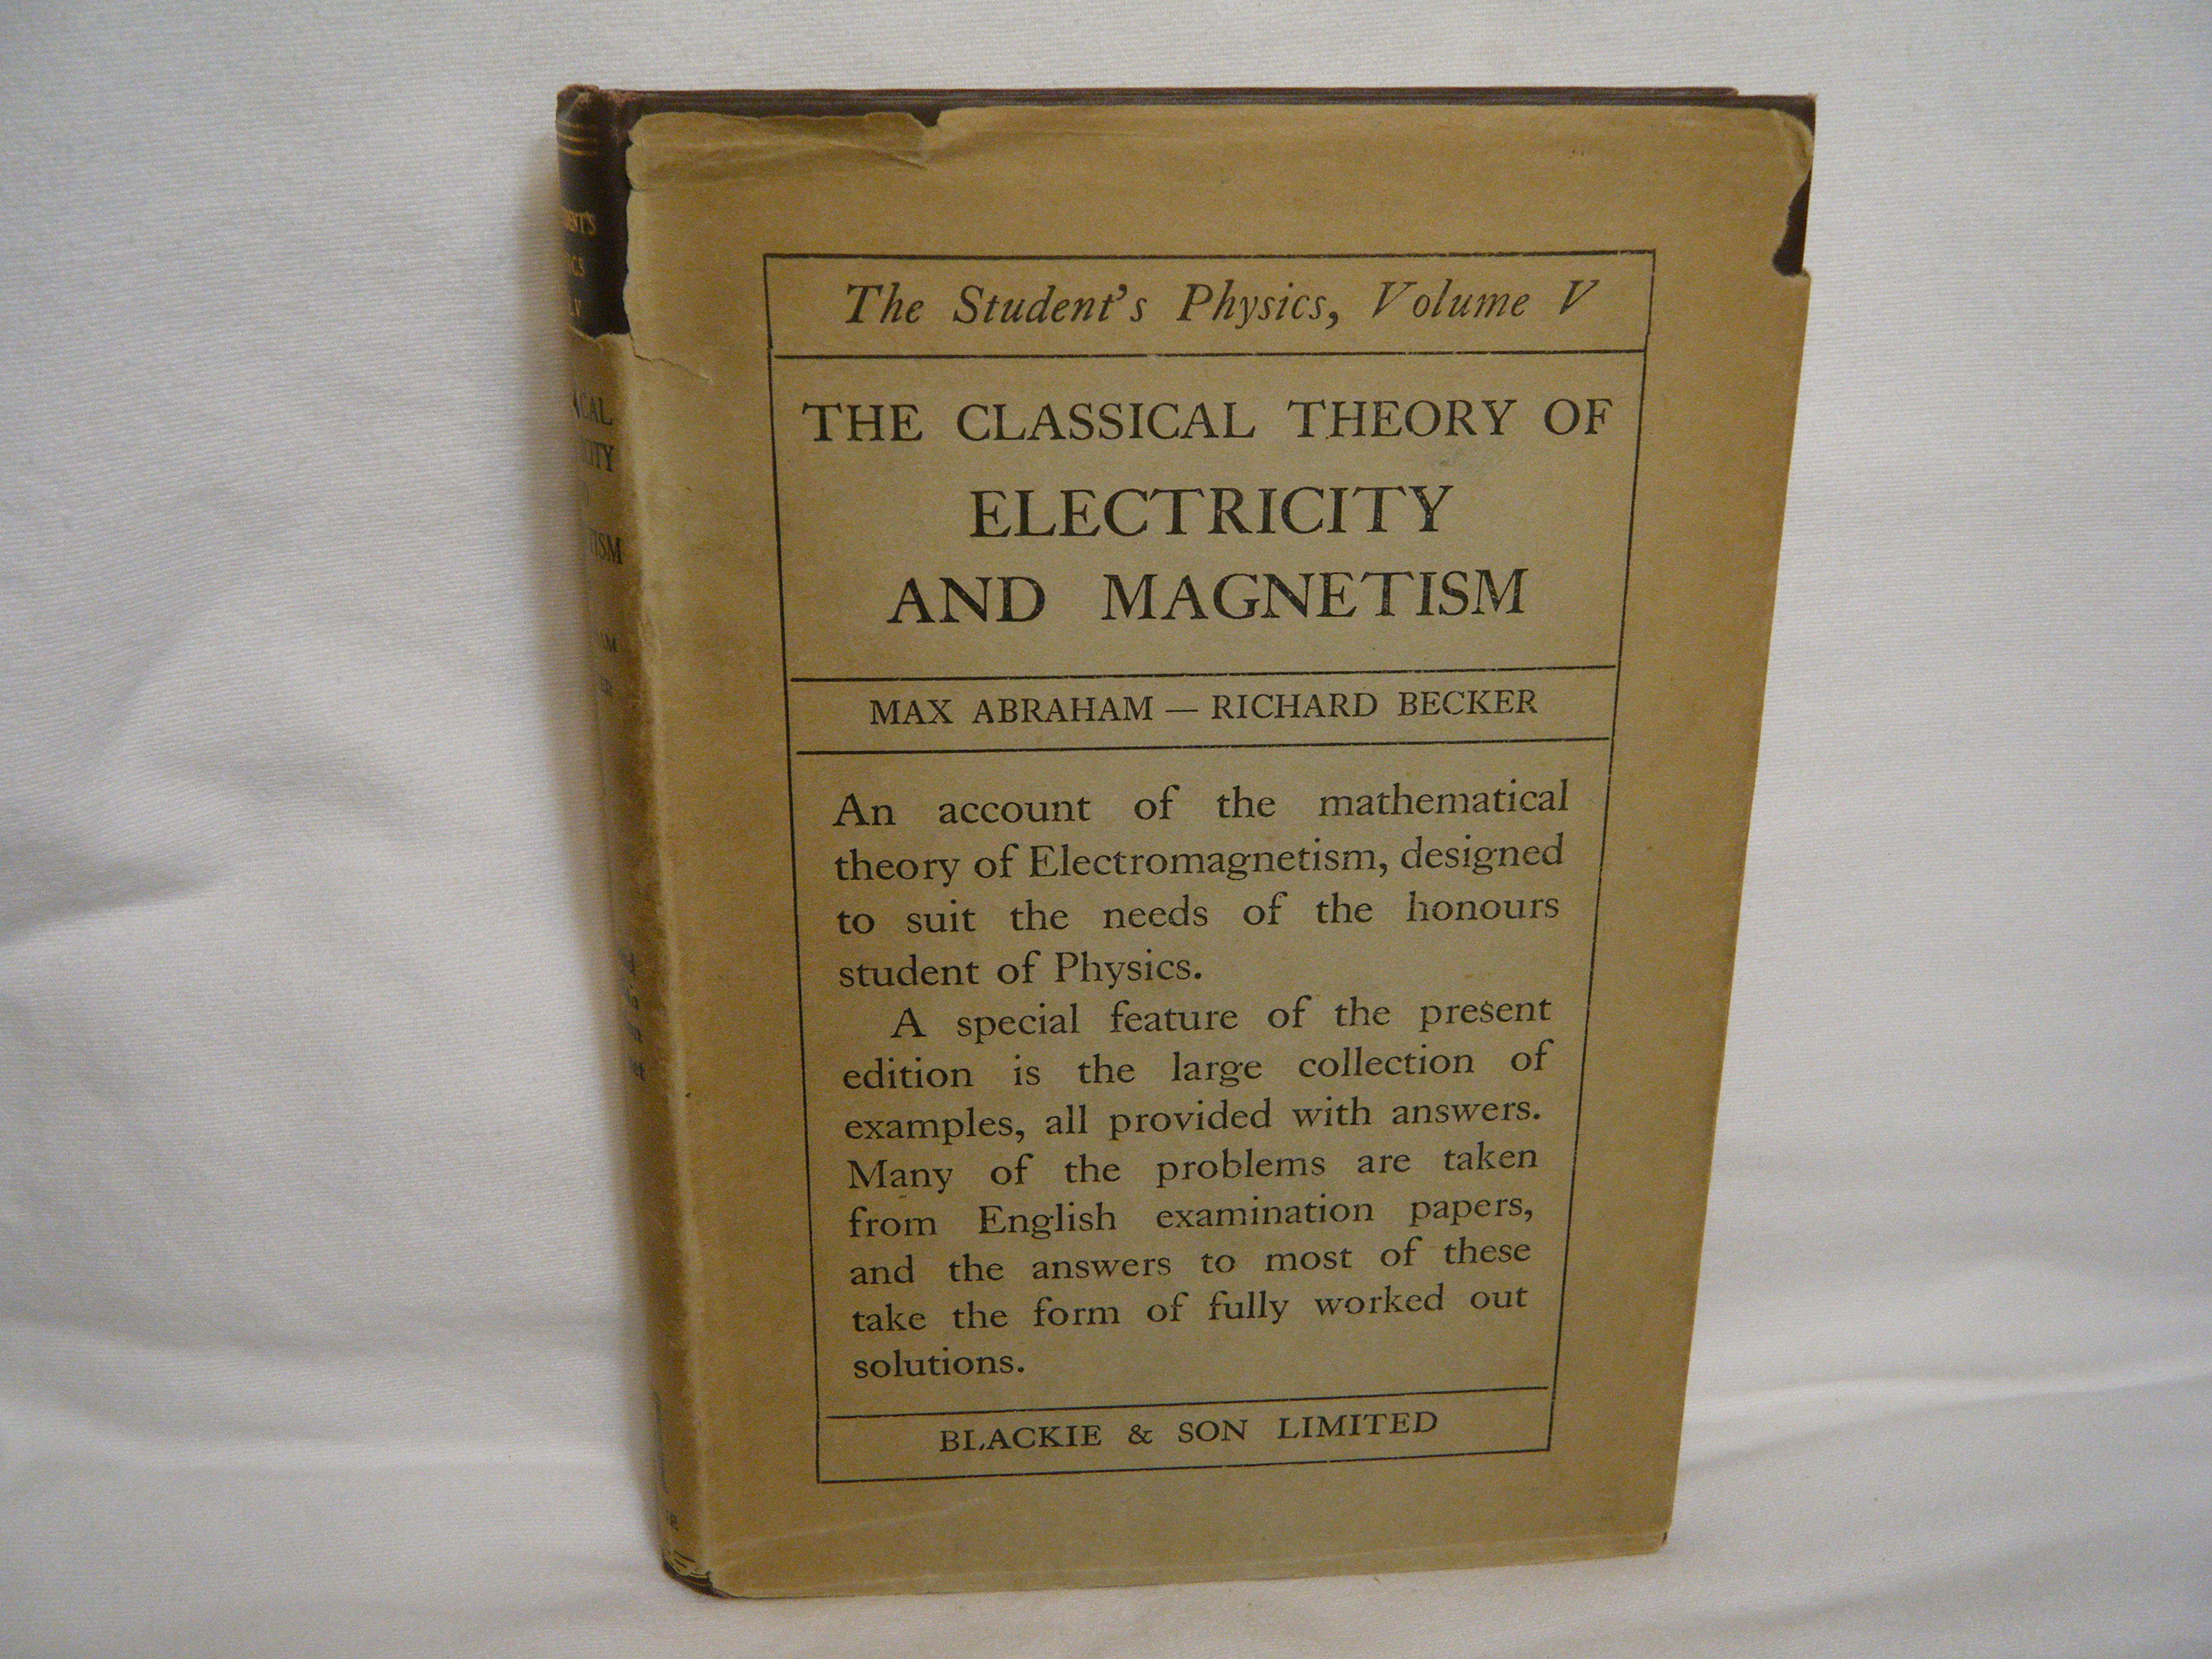 The Student's Physics, Volume V
THE CLASSICAL THEORY OF
ELECTRICITY
AND MAGNETISM
MAX ABRAHAM — RICHARD BECKER
An account of the mathematical
theory of Electromagnetism, designed
to suit the needs of the honours
student of Physics.
A special feature of the present
edition is the large collection of
examples, all provided with answers.
Many of the problems are taken
from English examination papers,
and the answers to most of these
take the form of fully worked out
solutions.
BLACKIE & SON LIMITED